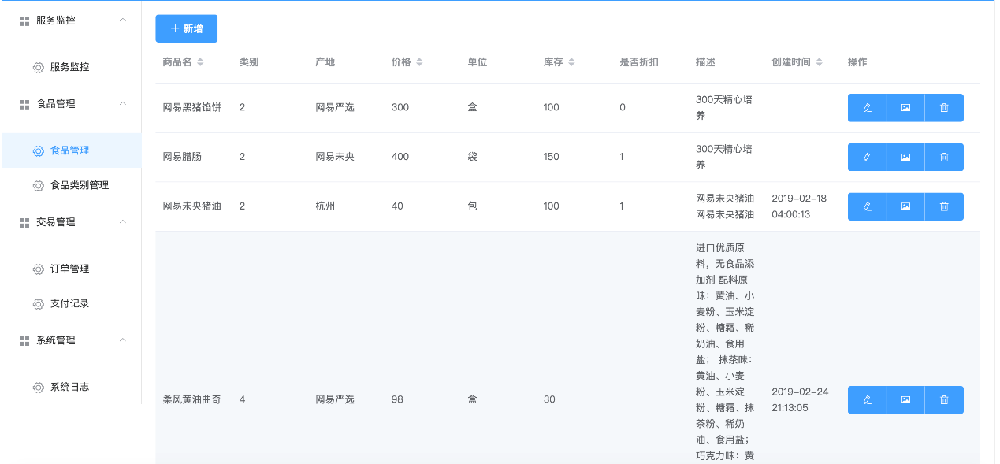 服务监控
服务监控
食品管理
食品管理
食品类别管理
交易管理
订单管理
支付记录
系统管理
系统日志
新增
商品名 类别 产地 价格 单位 库存 是否折扣 描述 创建时间 操作
网易黑猪馅饼 2 网易严选 300 盒 100 0 300天精心培
养
网易腊肠 2 网易未央 400 袋 150 1 300天精心培
养
网易未央猪油 2 杭州 40 包 100 1 网易未央猪油 2019-02-18
网易未央猪油 04:00:13
进口优质原
料，无食品添
加剂 配料原
味：黄油、小
麦粉、玉米淀
粉、糖霜、稀
奶油、食用
盐； 抹茶味：
黄油、小麦
粉、玉米淀 2019-02-24
柔风黄油曲奇 4 网易严选 98 盒 30
粉、糖霜、抹 21:13:05
茶粉、稀奶
油、食用盐；
巧克力味：黄